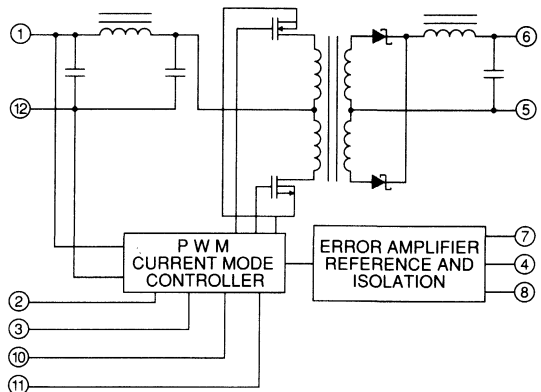 1
12
6
5
P W M
CURRENT MODE
CONTROLLER
ERROR AMPLIFIER
REFERENCE AND
ISOLATION
7
4
8
2
3
10
11